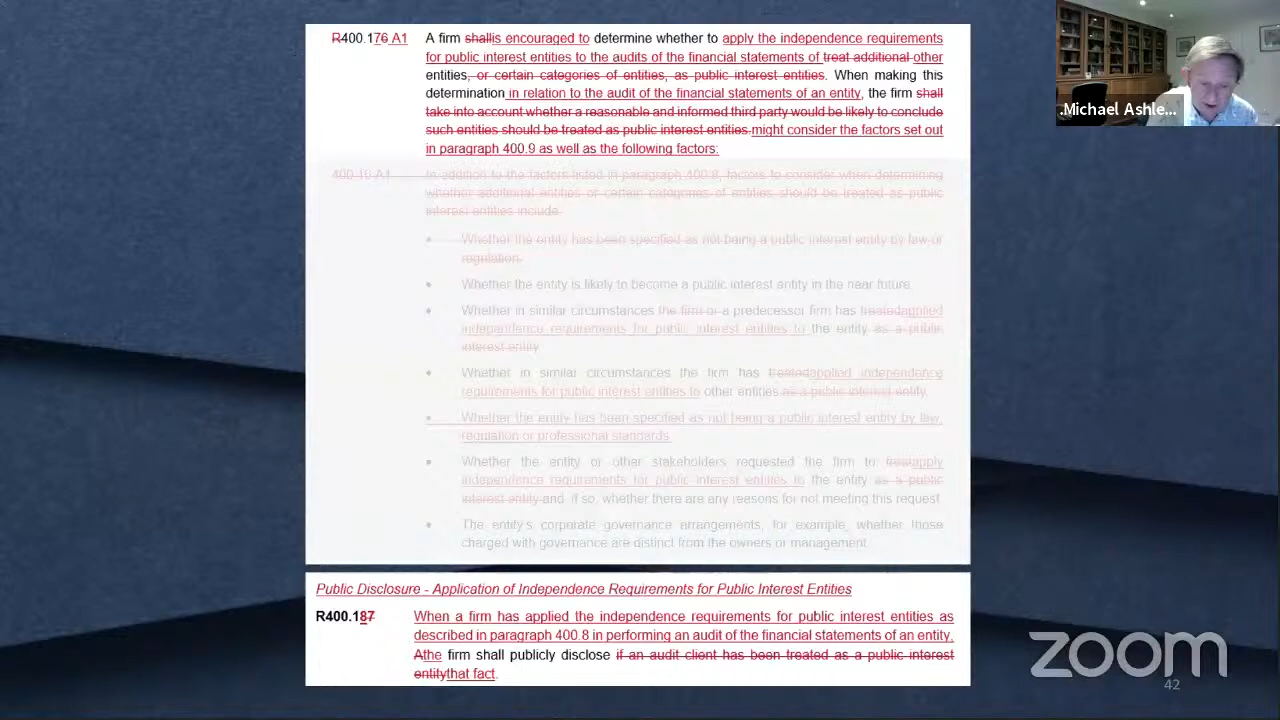 R400.176 A1 A firm shallis encouraged to determine whether to apply the independence requirements
for public interest entities to the audits of the financial statements of treat additional other
entities, or certain categories of entities, as public interest entities. When making this
determination in relation to the audit of the financial statements of an entity, the firm shall
take into account whether a reasonable and informed third party would be likely to conclude
such entities should be treated as public interest entities.might consider the factors set out
in paragraph 400.9 as well as the following factors:
400.16 A1 In addition to the factors listed in paragraph 400.8, factors to consider when determining
whether additional entities or certain categories of entities should be treated as public
interest entities include:
• Whether the entity has been specified as not being a public interest entity by law or
regulation.
• Whether the entity is likely to become a public interest entity in the near future.
• Whether in similar circumstances the firm or a predecessor firm has treatedapplied
independence requirements for public interest entities to the entity as a public
interest entity.
• Whether in similar circumstances the firm has treatedapplied independence
requirements for public interest entities to other entities as a public interest entity.
• Whether the entity has been specified as not being a public interest entity by law,
regulation or professional standards.
• Whether the entity or other stakeholders requested the firm to treatapply
independence requirements for public interest entities to the entity as a public
interest entity and, if so, whether there are any reasons for not meeting this request.
• The entity's corporate governance arrangements, for example, whether those
charged with governance are distinct from the owners or management.
Public Disclosure - Application of Independence Requirements for Public Interest Entities
R400.187 When a firm has applied the independence requirements for public interest entities as
described in paragraph 400.8 in performing an audit of the financial statements of an entity,
Athe firm shall publicly disclose if an audit client has been treated as a public interest
entitythat fact.
.Michael Ashle...
zoom
42